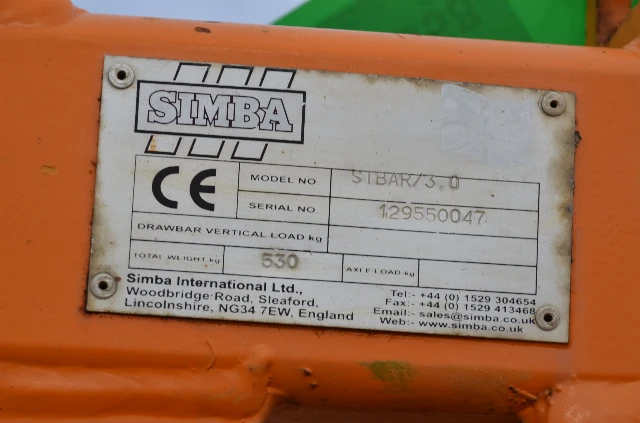 SIMBA
CE
MODEL NO STBAR/3.0
SERIAL NO 129550047
DRAWBAR VERTICAL LOAD kg
TOTAL WEIGHT kg 530 AXLE LOAD kg
Simba International Ltd.,
Woodbridge Road, Sleaford,
Lincolnshire, NG34 7EW, England
Tel:- +44 (0) 1529 304654
Fax:- +44 (0) 1529 413468
Email:- sales@simba.co.uk
Web:- www.simba.co.uk